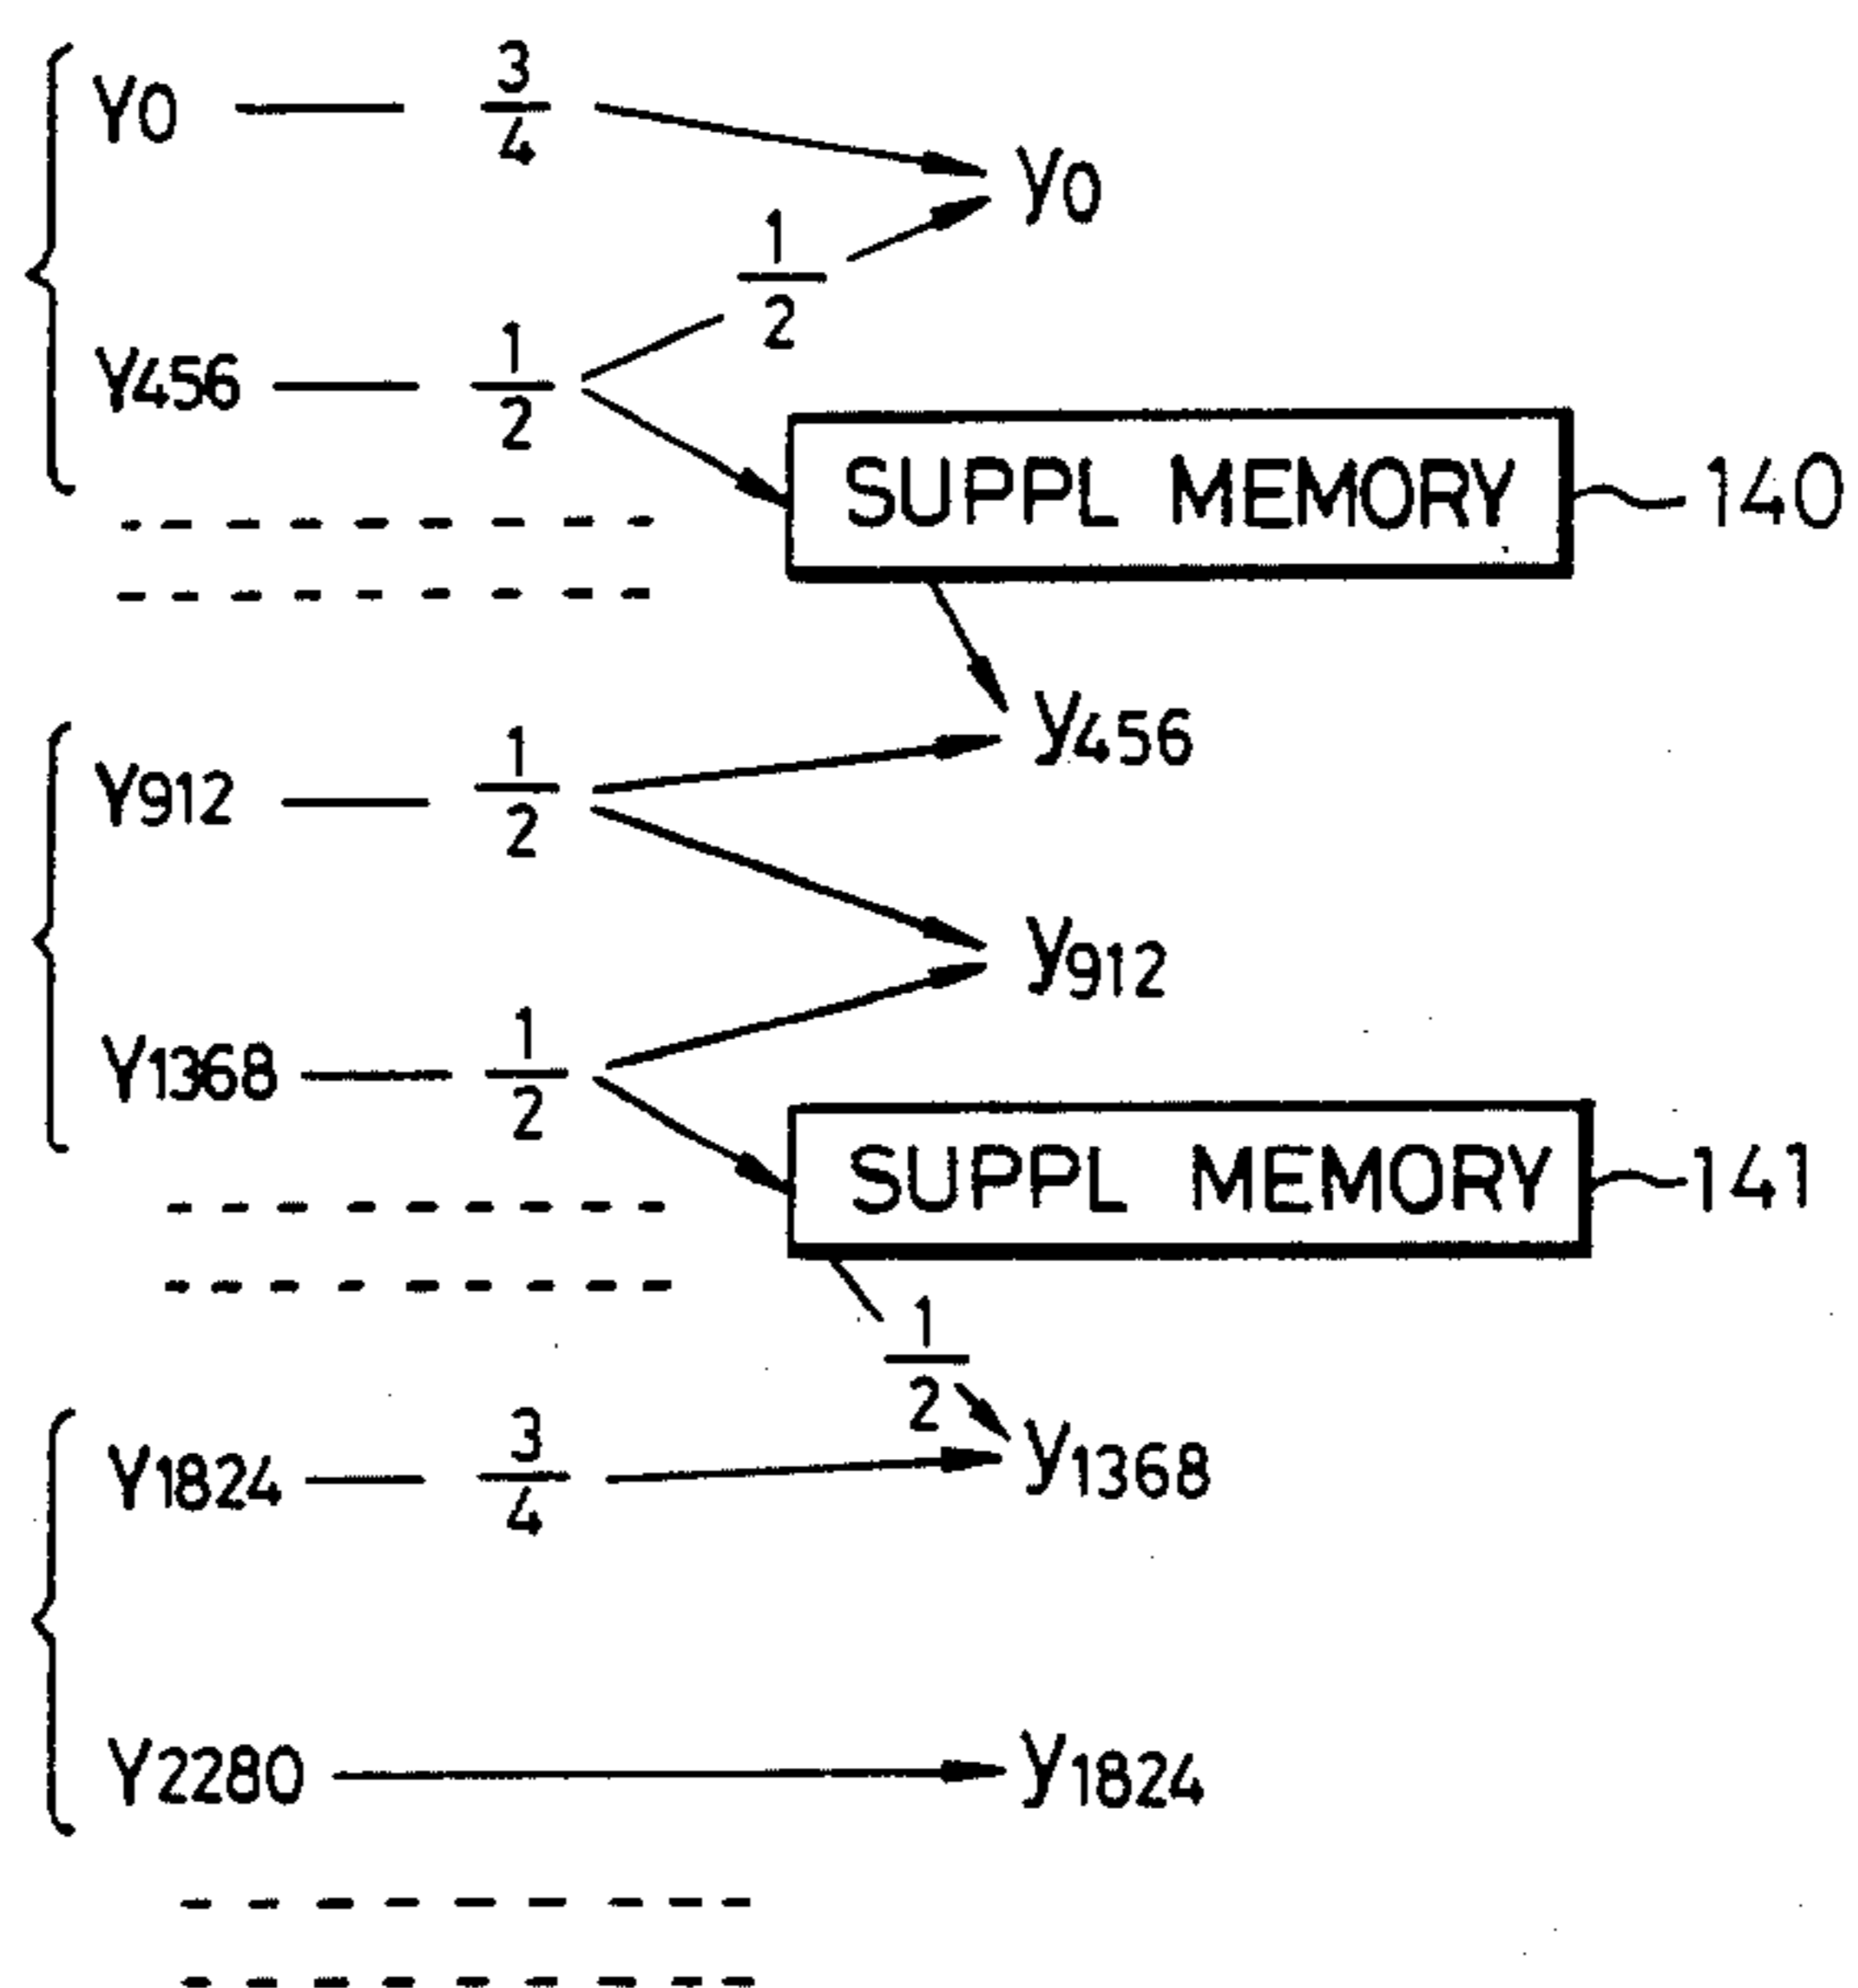 Y0 — 3/4
y0
1/2
Y456 — 1/2
SUPPL MEMORY 140
y456
Y912 — 1/2
y912
Y1368 — 1/2
SUPPL MEMORY 141
1/2
Y1824 — 3/4
y1368
Y2280
y1824